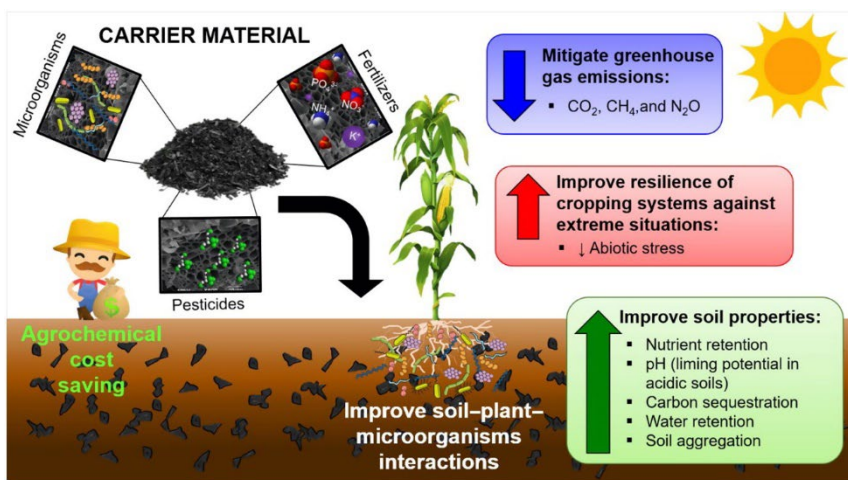 CARRIER MATERIAL
Microorganisms
Fertilizers
PO₄³⁻
NH₄⁺
NO₃⁻
K⁺
Pesticides
Mitigate greenhouse
gas emissions:
▪ CO₂, CH₄,and N₂O
Improve resilience of
cropping systems against
extreme situations:
▪ ↓ Abiotic stress
Agrochemical
cost
saving
Improve soil–plant–
microorganisms
interactions
Improve soil properties:
▪ Nutrient retention
▪ pH (liming potential in
acidic soils)
▪ Carbon sequestration
▪ Water retention
▪ Soil aggregation